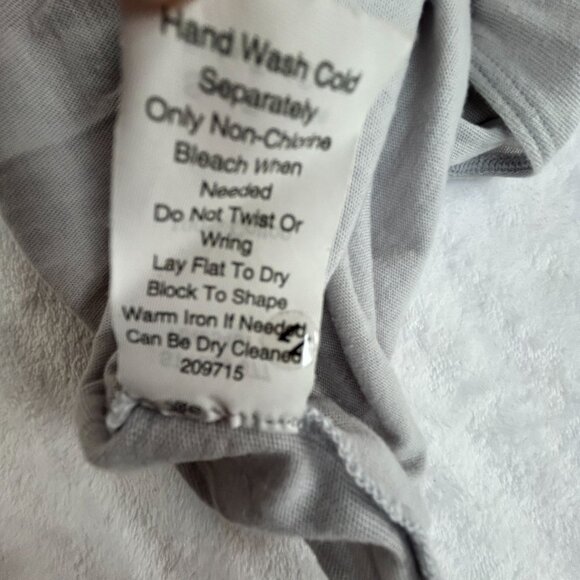 Hand Wash Cold
Separately
Only Non-Chlorine
Bleach When
Needed
Do Not Twist Or
Wring
Lay Flat To Dry
Block To Shape
Warm Iron If Needed
Can Be Dry Cleaned
209715